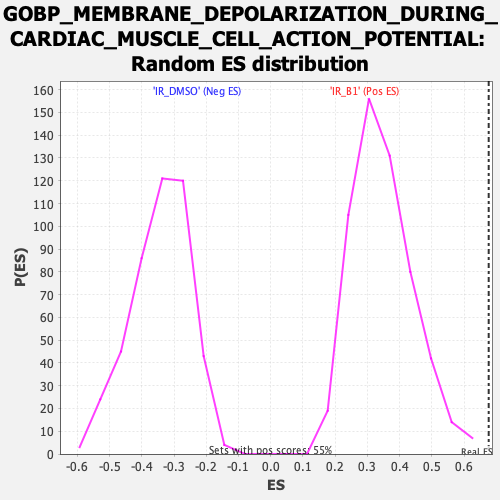 GOBP_MEMBRANE_DEPOLARIZATION_DURING_
CARDIAC_MUSCLE_CELL_ACTION_POTENTIAL:
Random ES distribution
'IR_DMSO' (Neg ES) 'IR_B1' (Pos ES)
160
150
140
130
120
110
100
90
80
70
60
50
40
30
20
10
0
P(ES)
Sets with pos scores: 55%
Real ES
-0.6 -0.5 -0.4 -0.3 -0.2 -0.1 0.0 0.1 0.2 0.3 0.4 0.5 0.6
ES